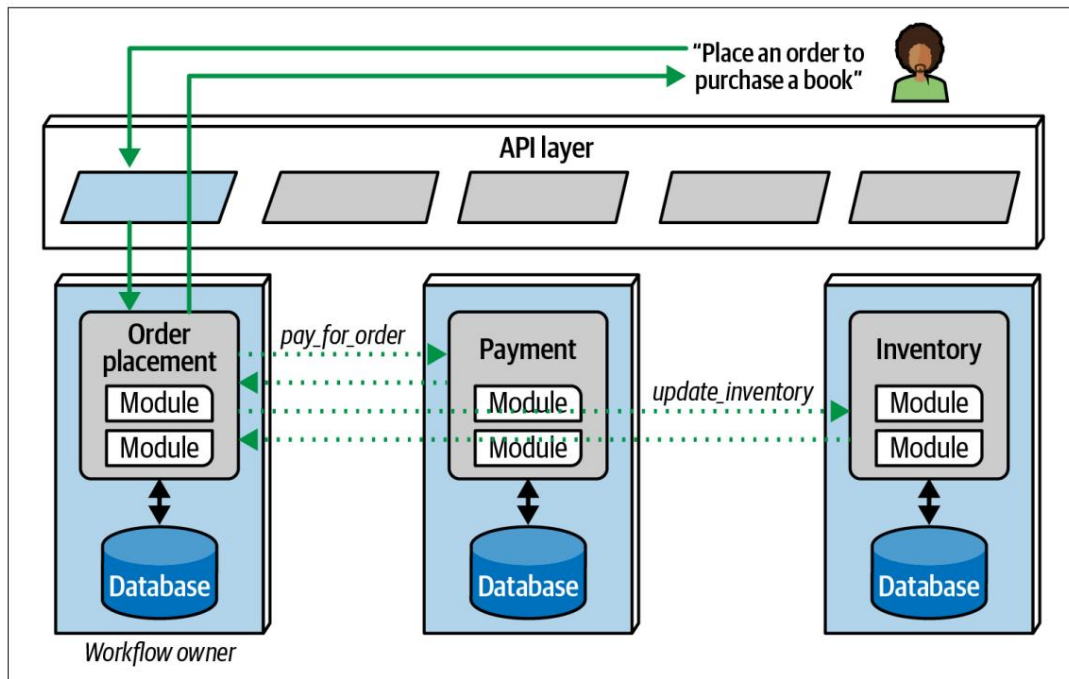 “Place an order to
purchase a book”
API layer
Order
placement
Module
Module
Database
Workflow owner
pay_for_order
Payment
Module
Module
Database
update_inventory
Inventory
Module
Module
Database